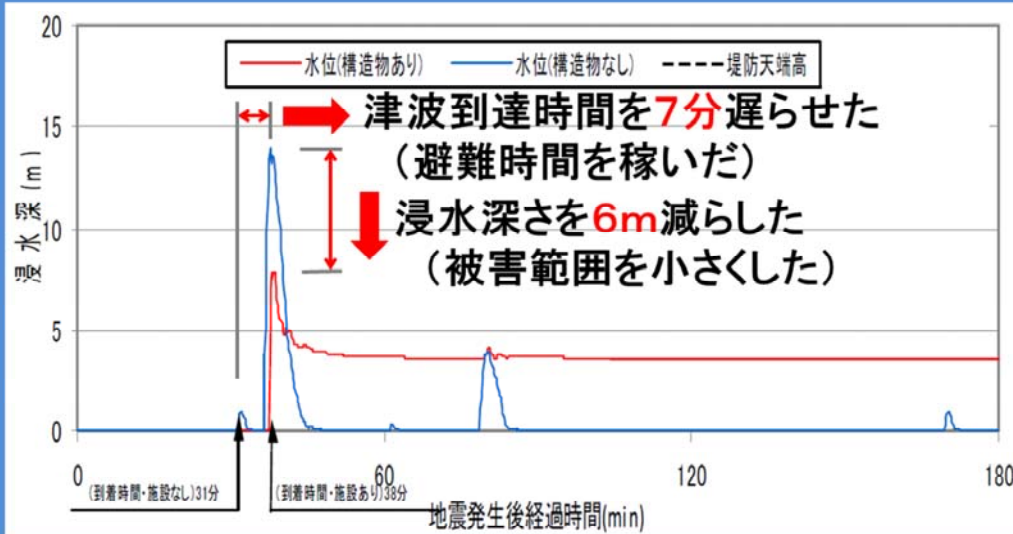 20
15
10
5
0
浸水深(m)
水位(構造物あり) 水位(構造物なし) 堤防天端高
津波到達時間を7分遅らせた
(避難時間を稼いだ)
浸水深さを6m減らした
(被害範囲を小さくした)
0 60 120 180
(到着時間・施設なし)31分 (到着時間・施設あり)38分
地震発生後経過時間(min)